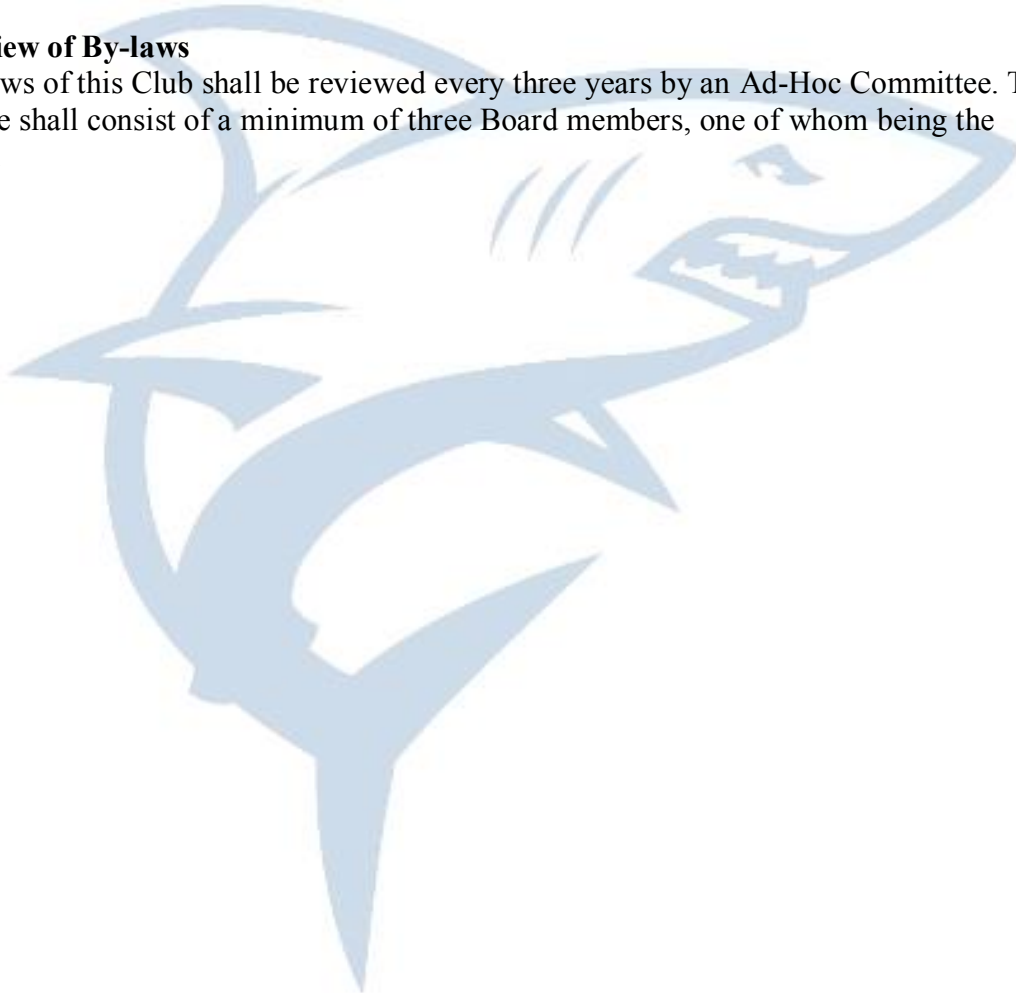 iew of By-laws
ws of this Club shall be reviewed every three years by an Ad-Hoc Committee. T
e shall consist of a minimum of three Board members, one of whom being the